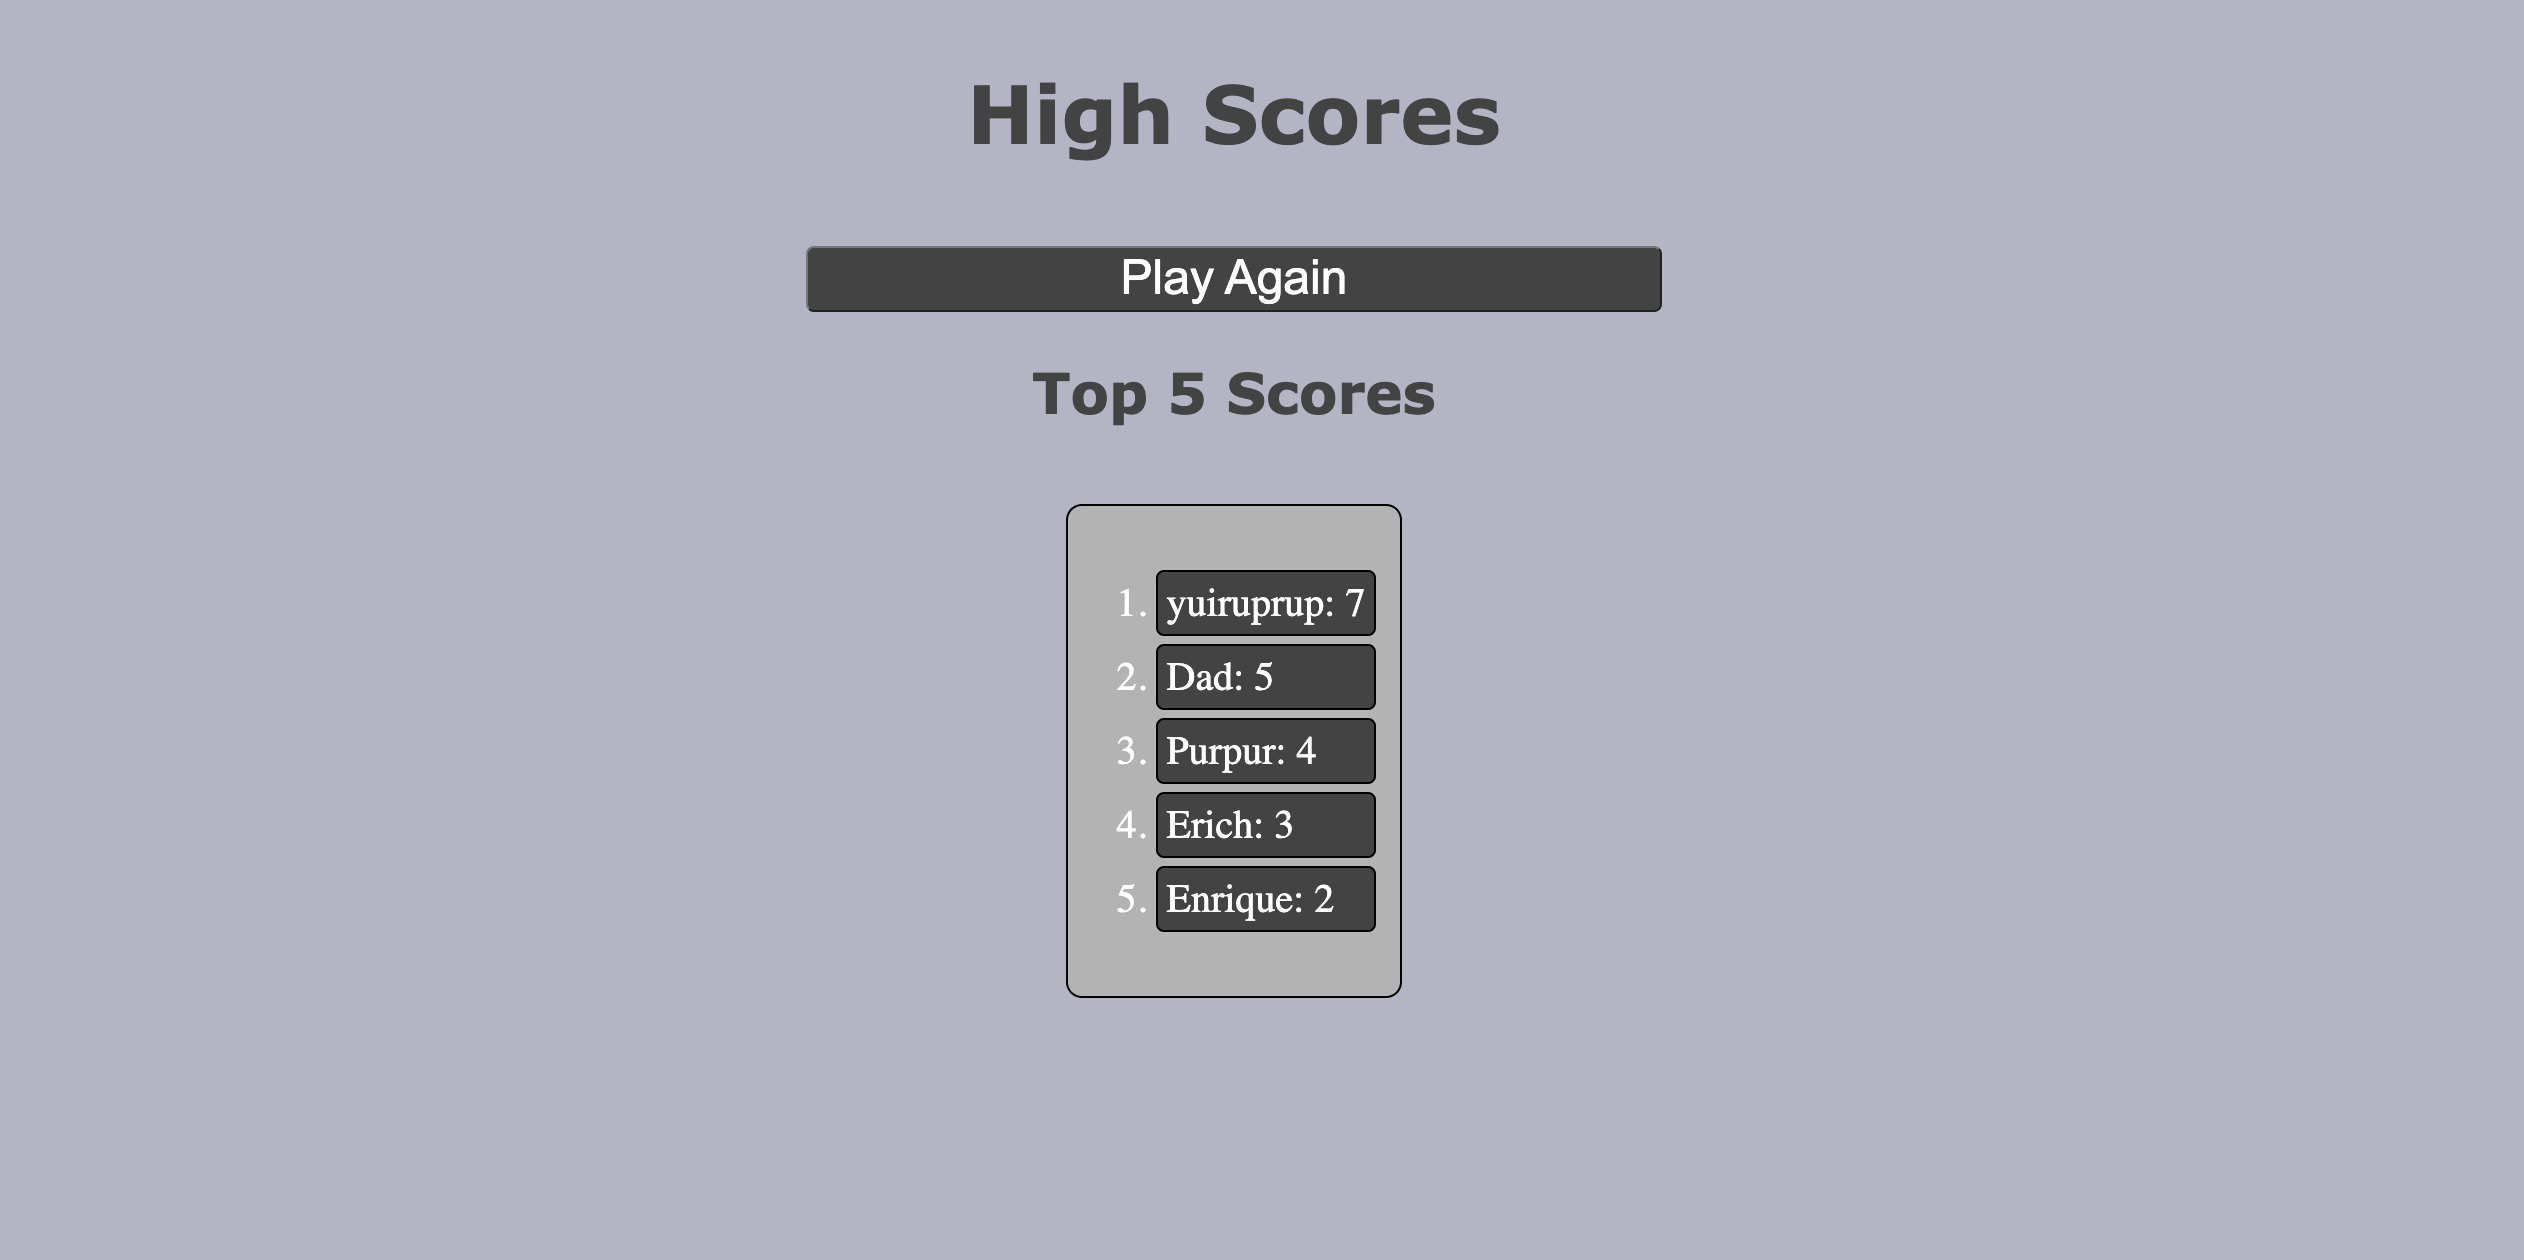 High Scores
Play Again
Top 5 Scores
1. yuiruprup: 7
2. Dad: 5
3. Purpur: 4
4. Erich: 3
5. Enrique: 2